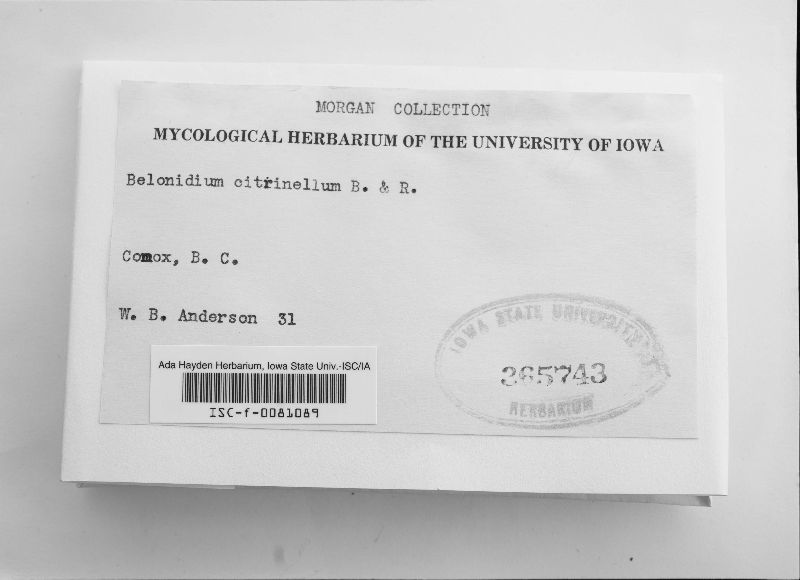 MORGAN COLLECTION
MYCOLOGICAL HERBARIUM OF THE UNIVERSITY OF IOWA
Belonidium citrinellum B. & R.
Comox, B. C.
W. B. Anderson 31
Ada Hayden Herbarium, Iowa State Univ.-ISC/IA
ISC-f-0081089
IOWA STATE UNIVERSITY
365743
HERBARIUM